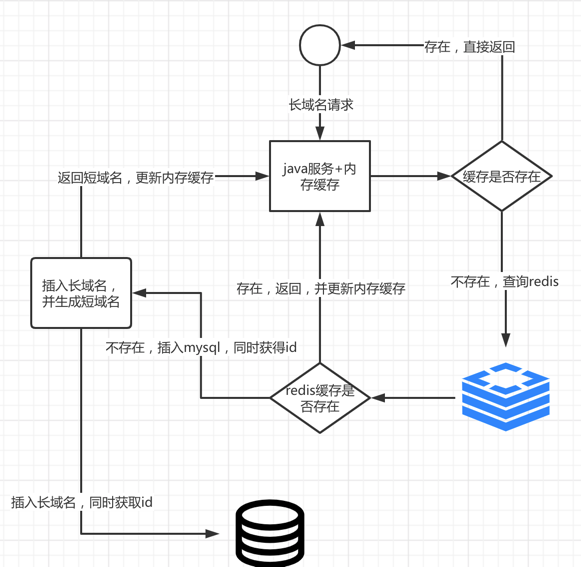 存在，直接返回
长域名请求
java服务+内
存缓存
缓存是否存在
返回短域名，更新内存缓存
不存在，查询redis
插入长域名，
并生成短域名
存在，返回，并更新内存缓存
不存在，插入mysql，同时获得id
redis缓存是
否存在
插入长域名，同时获取id